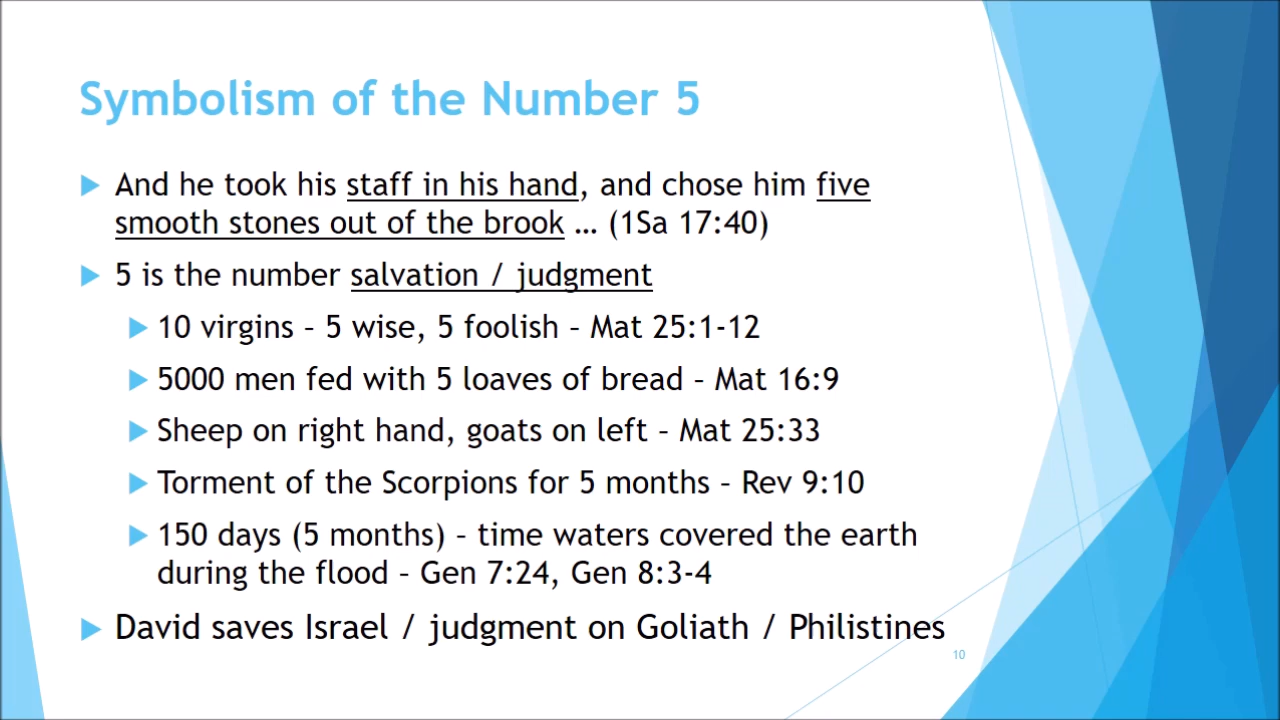 Symbolism of the Number 5
And he took his staff in his hand, and chose him five
smooth stones out of the brook … (1Sa 17:40)
5 is the number salvation / judgment
10 virgins – 5 wise, 5 foolish – Mat 25:1-12
5000 men fed with 5 loaves of bread – Mat 16:9
Sheep on right hand, goats on left – Mat 25:33
Torment of the Scorpions for 5 months – Rev 9:10
150 days (5 months) – time waters covered the earth
during the flood – Gen 7:24, Gen 8:3-4
David saves Israel / judgment on Goliath / Philistines
10